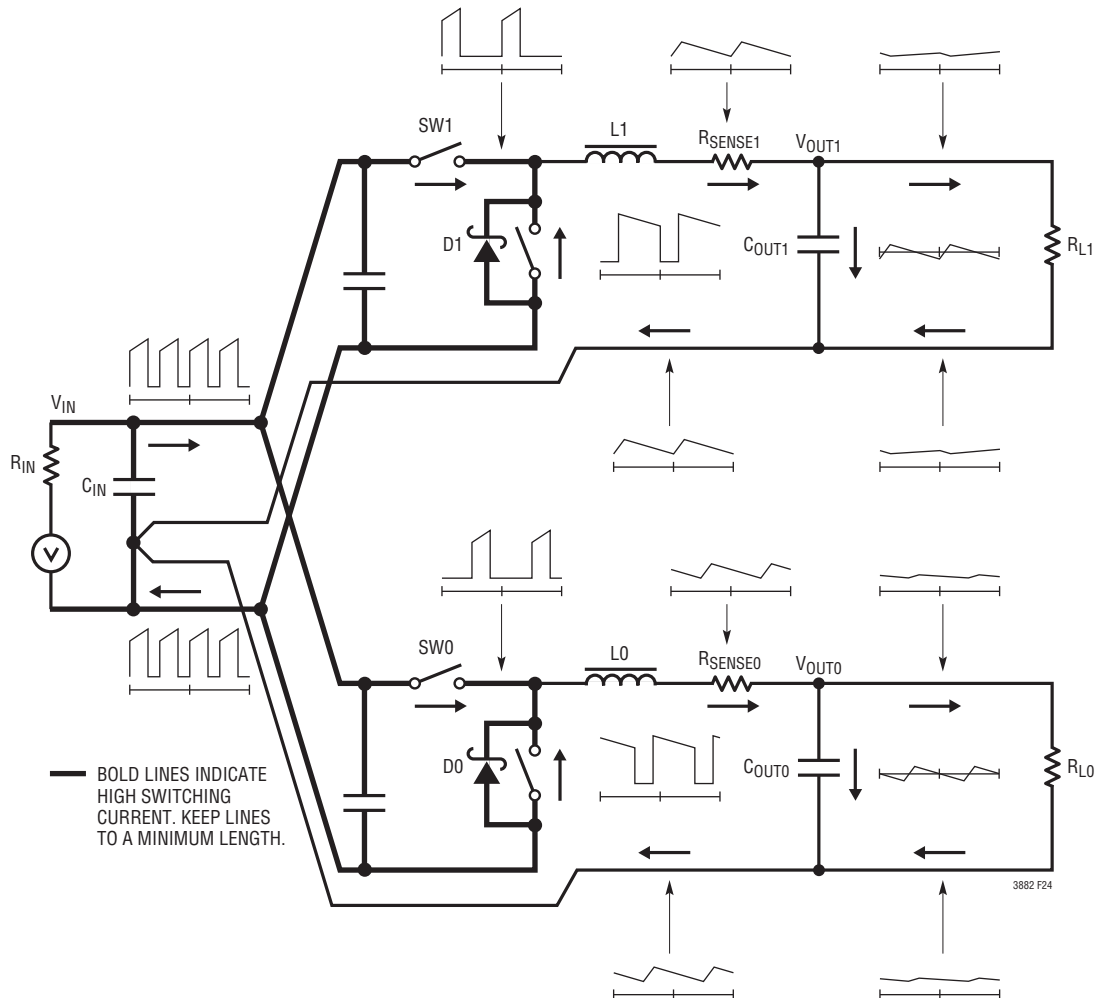 SW1
L1
RSENSE1
VOUT1
D1
COUT1
RL1
VIN
RIN
CIN
V
SW0
L0
RSENSE0
VOUT0
D0
COUT0
RL0
BOLD LINES INDICATE
HIGH SWITCHING
CURRENT. KEEP LINES
TO A MINIMUM LENGTH.
3882 F24